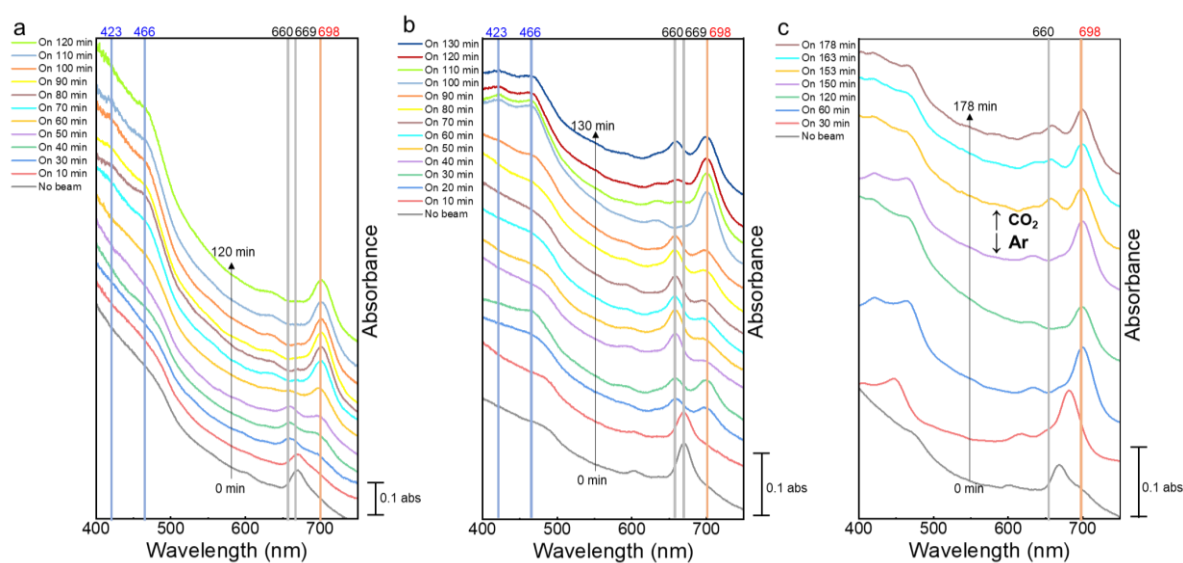 a
423 466 660 669 698
On 120 min
On 110 min
On 100 min
On 90 min
On 80 min
On 70 min
On 60 min
On 50 min
On 40 min
On 30 min
On 10 min
No beam
120 min
0 min
Absorbance
0.1 abs
400 500 600 700
Wavelength (nm)
b
423 466 660 669 698
On 130 min
On 120 min
On 110 min
On 100 min
On 90 min
On 80 min
On 70 min
On 60 min
On 50 min
On 40 min
On 30 min
On 20 min
On 10 min
No beam
130 min
0 min
Absorbance
0.1 abs
400 500 600 700
Wavelength (nm)
c
660 698
On 178 min
On 163 min
On 153 min
On 150 min
On 120 min
On 60 min
On 30 min
No beam
178 min
↑ CO₂
↓ Ar
0 min
Absorbance
0.1 abs
400 500 600 700
Wavelength (nm)